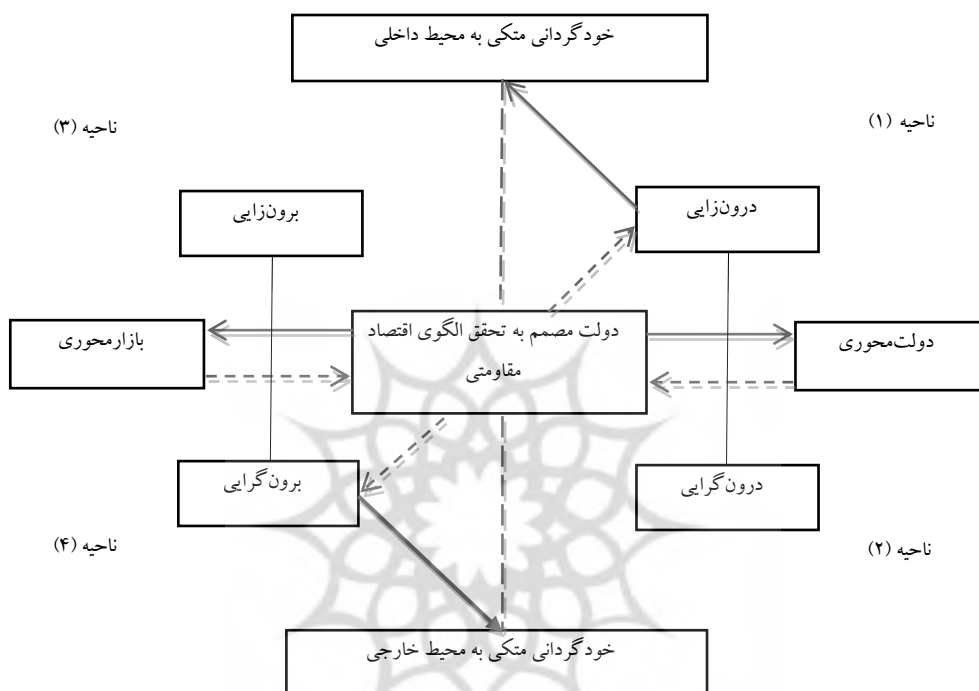 خودگردانی متکی به محیط داخلی
ناحیه (۱)
ناحیه (۳)
درون‌زایی
برون‌زایی
دولت مصمم به تحقق الگوی اقتصاد
مقاومتی
دولت‌محوری
بازارمحوری
درون‌گرایی
برون‌گرایی
ناحیه (۲)
ناحیه (۴)
خودگردانی متکی به محیط خارجی